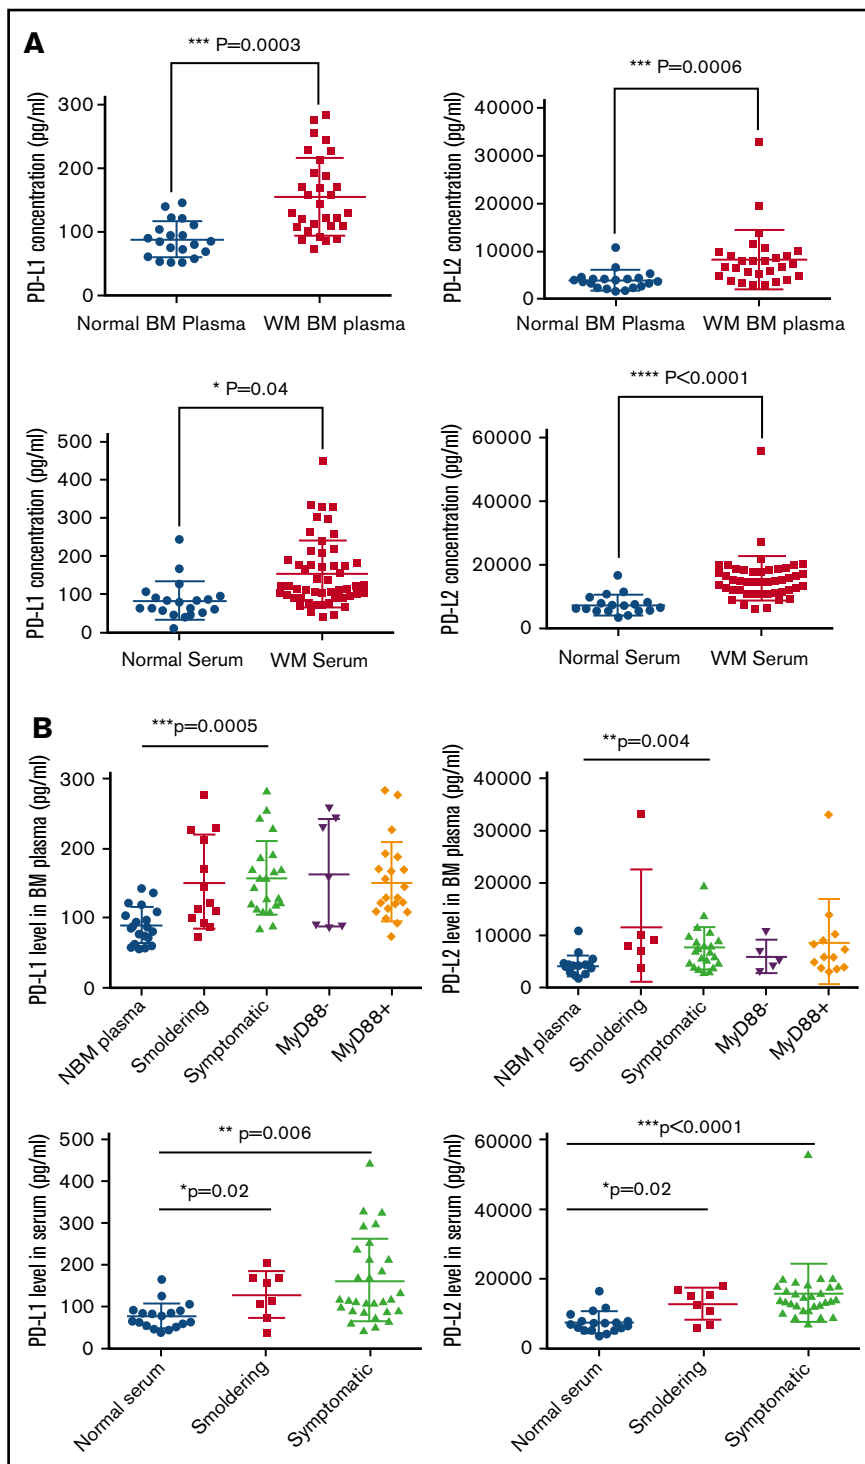 A
*** P=0.0003
PD-L1 concentration (pg/ml)
300
200
100
0
Normal BM Plasma
WM BM plasma
*** P=0.0006
PD-L2 concentration (pg/ml)
40000
30000
20000
10000
0
Normal BM Plasma
WM BM plasma
* P=0.04
PD-L1 concentration (pg/ml)
500
400
300
200
100
0
Normal Serum
WM Serum
**** P<0.0001
PD-L2 concentration (pg/ml)
60000
40000
20000
0
Normal Serum
WM Serum
B
***p=0.0005
PD-L1 level in BM plasma (pg/ml)
300
200
100
0
NBM plasma
Smoldering
Symptomatic
MyD88-
MyD88+
**p=0.004
PD-L2 level in BM plasma (pg/ml)
40000
30000
20000
10000
0
NBM plasma
Smoldering
Symptomatic
MyD88-
MyD88+
** p=0.006
*p=0.02
PD-L1 level in serum (pg/ml)
500
400
300
200
100
0
Normal serum
Smoldering
Symptomatic
***p<0.0001
*p=0.02
PD-L2 level in serum (pg/ml)
60000
40000
20000
0
Normal serum
Smoldering
Symptomatic